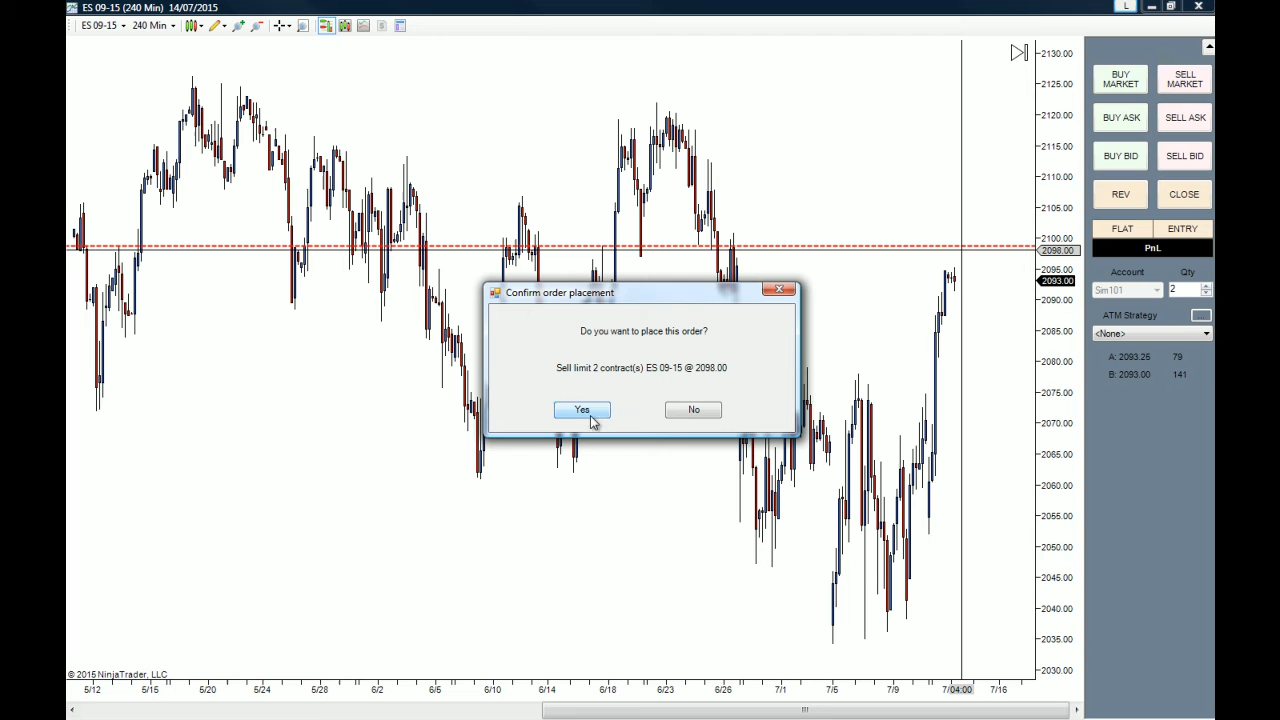 ES 09-15 (240 Min)  14/07/2015
L
ES 09-15
240 Min
2130.00
2125.00
2120.00
2115.00
2110.00
2105.00
2100.00
2098.00
2095.00
2093.00
2090.00
2085.00
2080.00
2075.00
2070.00
2065.00
2060.00
2055.00
2050.00
2045.00
2040.00
2035.00
2030.00
BUY MARKET
SELL MARKET
BUY ASK
SELL ASK
BUY BID
SELL BID
REV
CLOSE
FLAT
ENTRY
PnL
Account
Qty
Sim101
2
ATM Strategy
<None>
A: 2093.25
79
B: 2093.00
141
Confirm order placement
Do you want to place this order?
Sell limit 2 contract(s) ES 09-15 @ 2098.00
Yes
No
© 2015 NinjaTrader, LLC
5/12
5/15
5/20
5/24
5/28
6/2
6/5
6/10
6/14
6/18
6/23
6/26
7/1
7/5
7/9
04:00
7/16